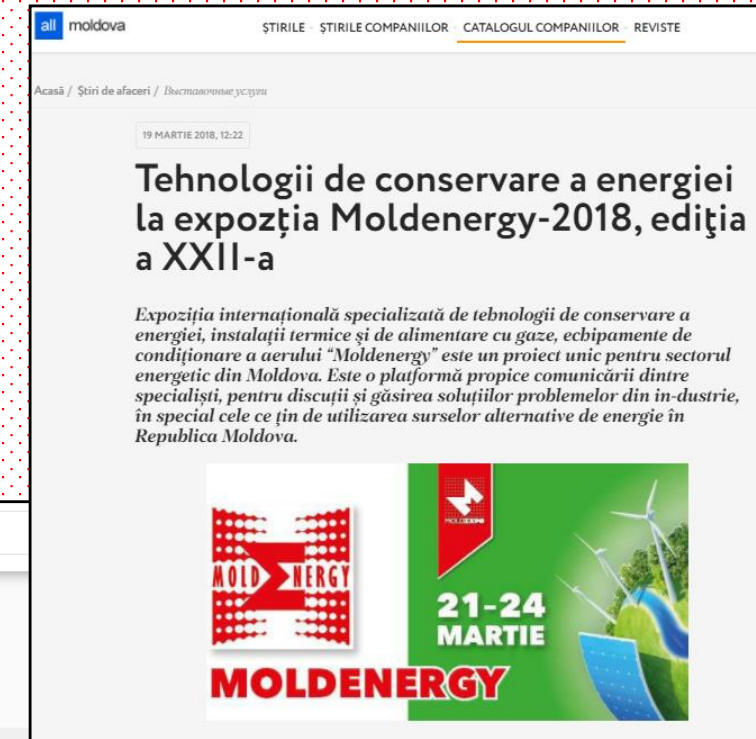 all moldova
ȘTIRILE - ȘTIRILE COMPANIILOR - CATALOGUL COMPANIILOR - REVISTE
Acasă / Știri de afaceri / Выставочные услуги
19 MARTIE 2018, 12:22
Tehnologii de conservare a energiei
la expozția Moldenergy-2018, ediţia
a XXII-a
Expoziția internațională specializată de tehnologii de conservare a
energiei, instalații termice şi de alimentare cu gaze, echipamente de
condiționare a aerului “Moldenergy” este un proiect unic pentru sectorul
energetic din Moldova. Este o platformă propice comunicării dintre
specialiști, pentru discuții și găsirea soluțiilor problemelor din in-dustrie,
în special cele ce țin de utilizarea surselor alternative de energie în
Republica Moldova.
MOLDEXPO
MOLD ENERGY
21-24
MARTIE
MOLDENERGY